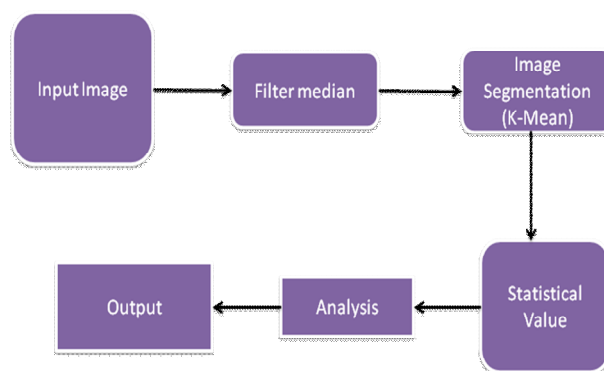 Input Image
Filter median
Image
Segmentation
(K-Mean)
Statistical
Value
Analysis
Output